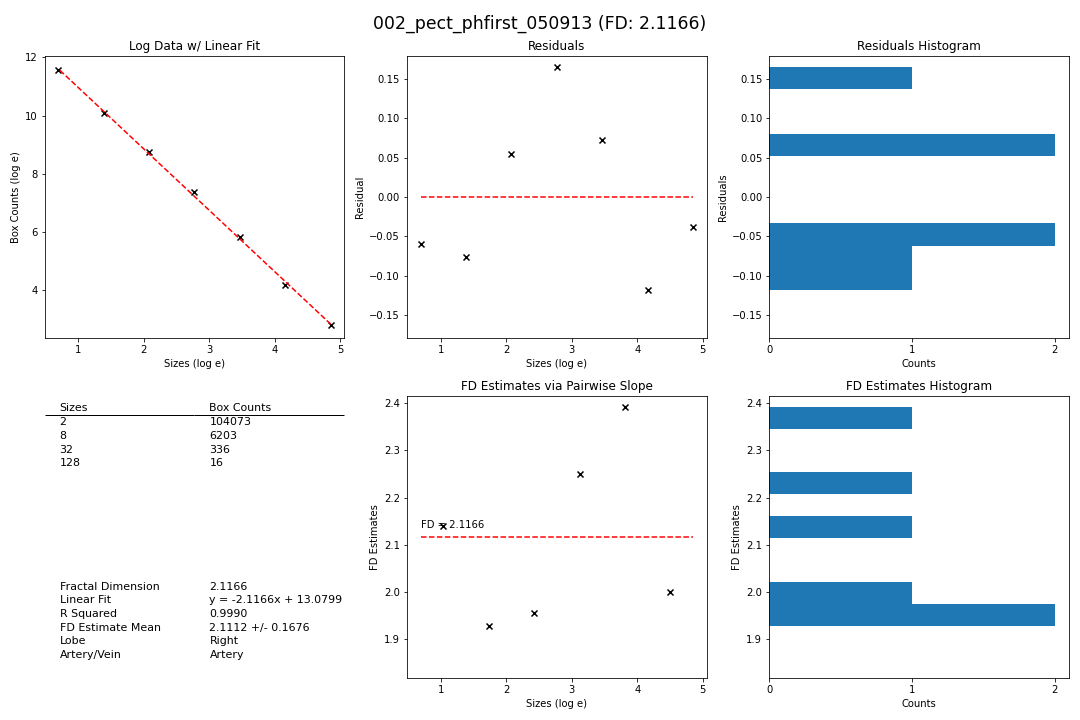 002_pect_phfirst_050913 (FD: 2.1166)
Log Data w/ Linear Fit
12
10
8
6
4
Box Counts (log e)
1 2 3 4 5
Sizes (log e)
Residuals
0.15
0.10
0.05
0.00
−0.05
−0.10
−0.15
Residual
1 2 3 4 5
Sizes (log e)
Residuals Histogram
0.15
0.10
0.05
0.00
−0.05
−0.10
−0.15
Residuals
0 1 2
Counts
Sizes Box Counts
2 104073
8 6203
32 336
128 16
Fractal Dimension 2.1166
Linear Fit y = -2.1166x + 13.0799
R Squared 0.9990
FD Estimate Mean 2.1112 +/- 0.1676
Lobe Right
Artery/Vein Artery
FD Estimates via Pairwise Slope
2.4
2.3
2.2
2.1
2.0
1.9
FD Estimates
FD = 2.1166
1 2 3 4 5
Sizes (log e)
FD Estimates Histogram
2.4
2.3
2.2
2.1
2.0
1.9
FD Estimates
0 1 2
Counts